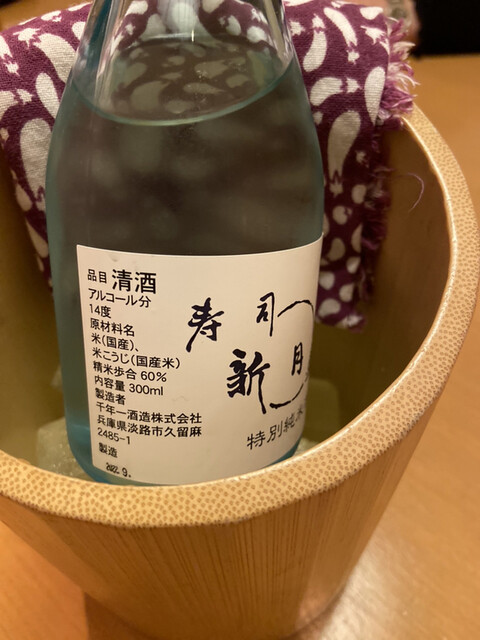 品目 清酒
アルコール分
14度
原材料名
米(国産)、
米こうじ(国産米)
精米歩合 60%
内容量 300ml
製造者
千年一酒造株式会社
兵庫県淡路市久留麻
2485-1
製造
寿司
新月
特別純米